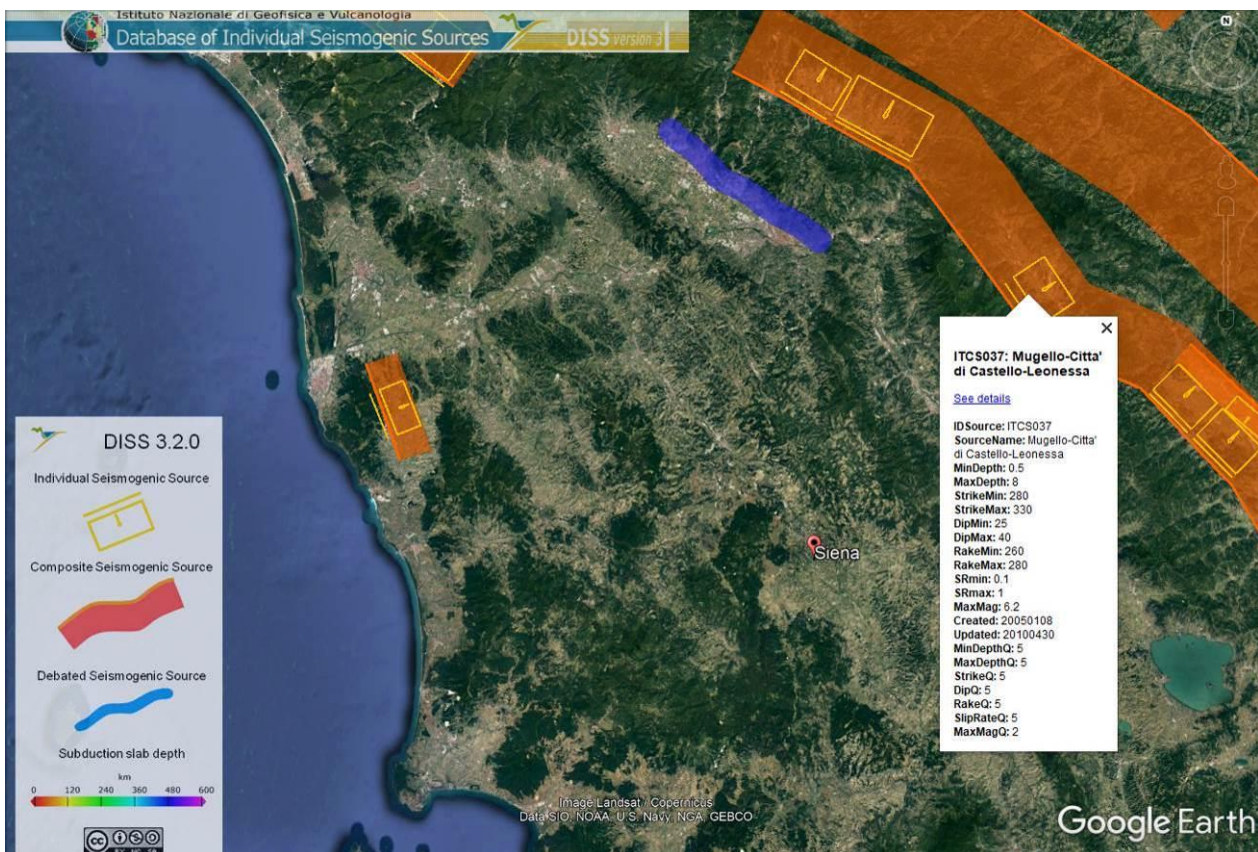 Istituto Nazionale di Geofisica e Vulcanologia
Database of Individual Seismogenic Sources
DISS version 3
N
ITCS037: Mugello-Citta'
di Castello-Leonessa
See details
IDSource: ITCS037
SourceName: Mugello-Citta'
di Castello-Leonessa
MinDepth: 0.5
MaxDepth: 8
StrikeMin: 280
StrikeMax: 330
DipMin: 25
DipMax: 40
RakeMin: 260
RakeMax: 280
SRmin: 0.1
SRmax: 1
MaxMag: 6.2
Created: 20050108
Updated: 20100430
MinDepthQ: 5
MaxDepthQ: 5
StrikeQ: 5
DipQ: 5
RakeQ: 5
SlipRateQ: 5
MaxMagQ: 2
Siena
DISS 3.2.0
Individual Seismogenic Source
Composite Seismogenic Source
Debated Seismogenic Source
Subduction slab depth
km
0 120 240 360 480 600
cc
Image Landsat / Copernicus
Data SIO, NOAA, U.S. Navy, NGA, GEBCO
Google Earth